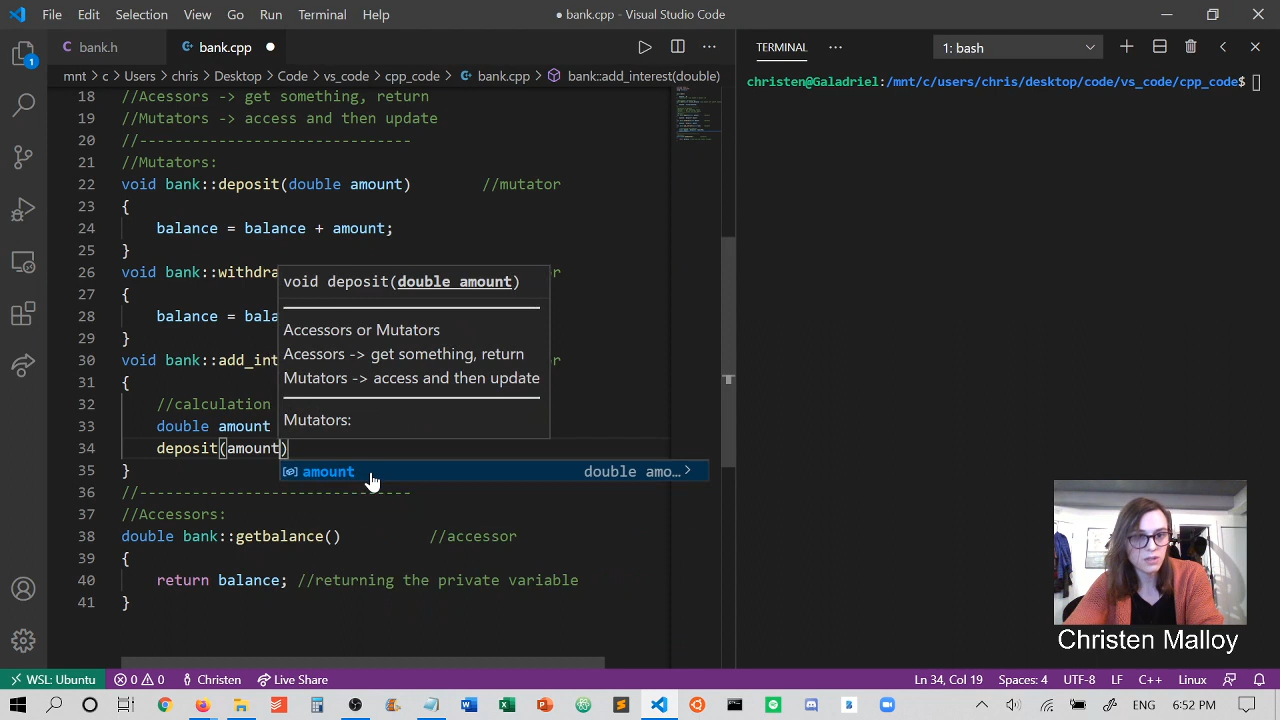 File Edit Selection View Go Run Terminal Help
● bank.cpp - Visual Studio Code
bank.h
bank.cpp
TERMINAL
1: bash
mnt > c > Users > chris > Desktop > Code > vs_code > cpp_code > bank.cpp > bank::add_interest(double)
christen@Galadriel:/mnt/c/users/chris/desktop/code/vs_code/cpp_code$
18 //Acessors -> get something, return
19 //Mutators -> access and then update
20 //-------------------------------
21 //Mutators:
22 void bank::deposit(double amount) //mutator
23 {
24 balance = balance + amount;
25 }
26 void bank::withdra
27 {
28 balance = bala
29 }
30 void bank::add_int
31 {
32 //calculation
33 double amount
34 deposit(amount)
35 }
36 //-------------------------------
37 //Accessors:
38 double bank::getbalance() //accessor
39 {
40 return balance; //returning the private variable
41 }
void deposit(double amount)
Accessors or Mutators
Acessors -> get something, return
Mutators -> access and then update
Mutators:
amount double amo…
1
Christen Malloy
WSL: Ubuntu 0 0 Christen Live Share Ln 34, Col 19 Spaces: 4 UTF-8 LF C++ Linux
ENG 6:52 PM